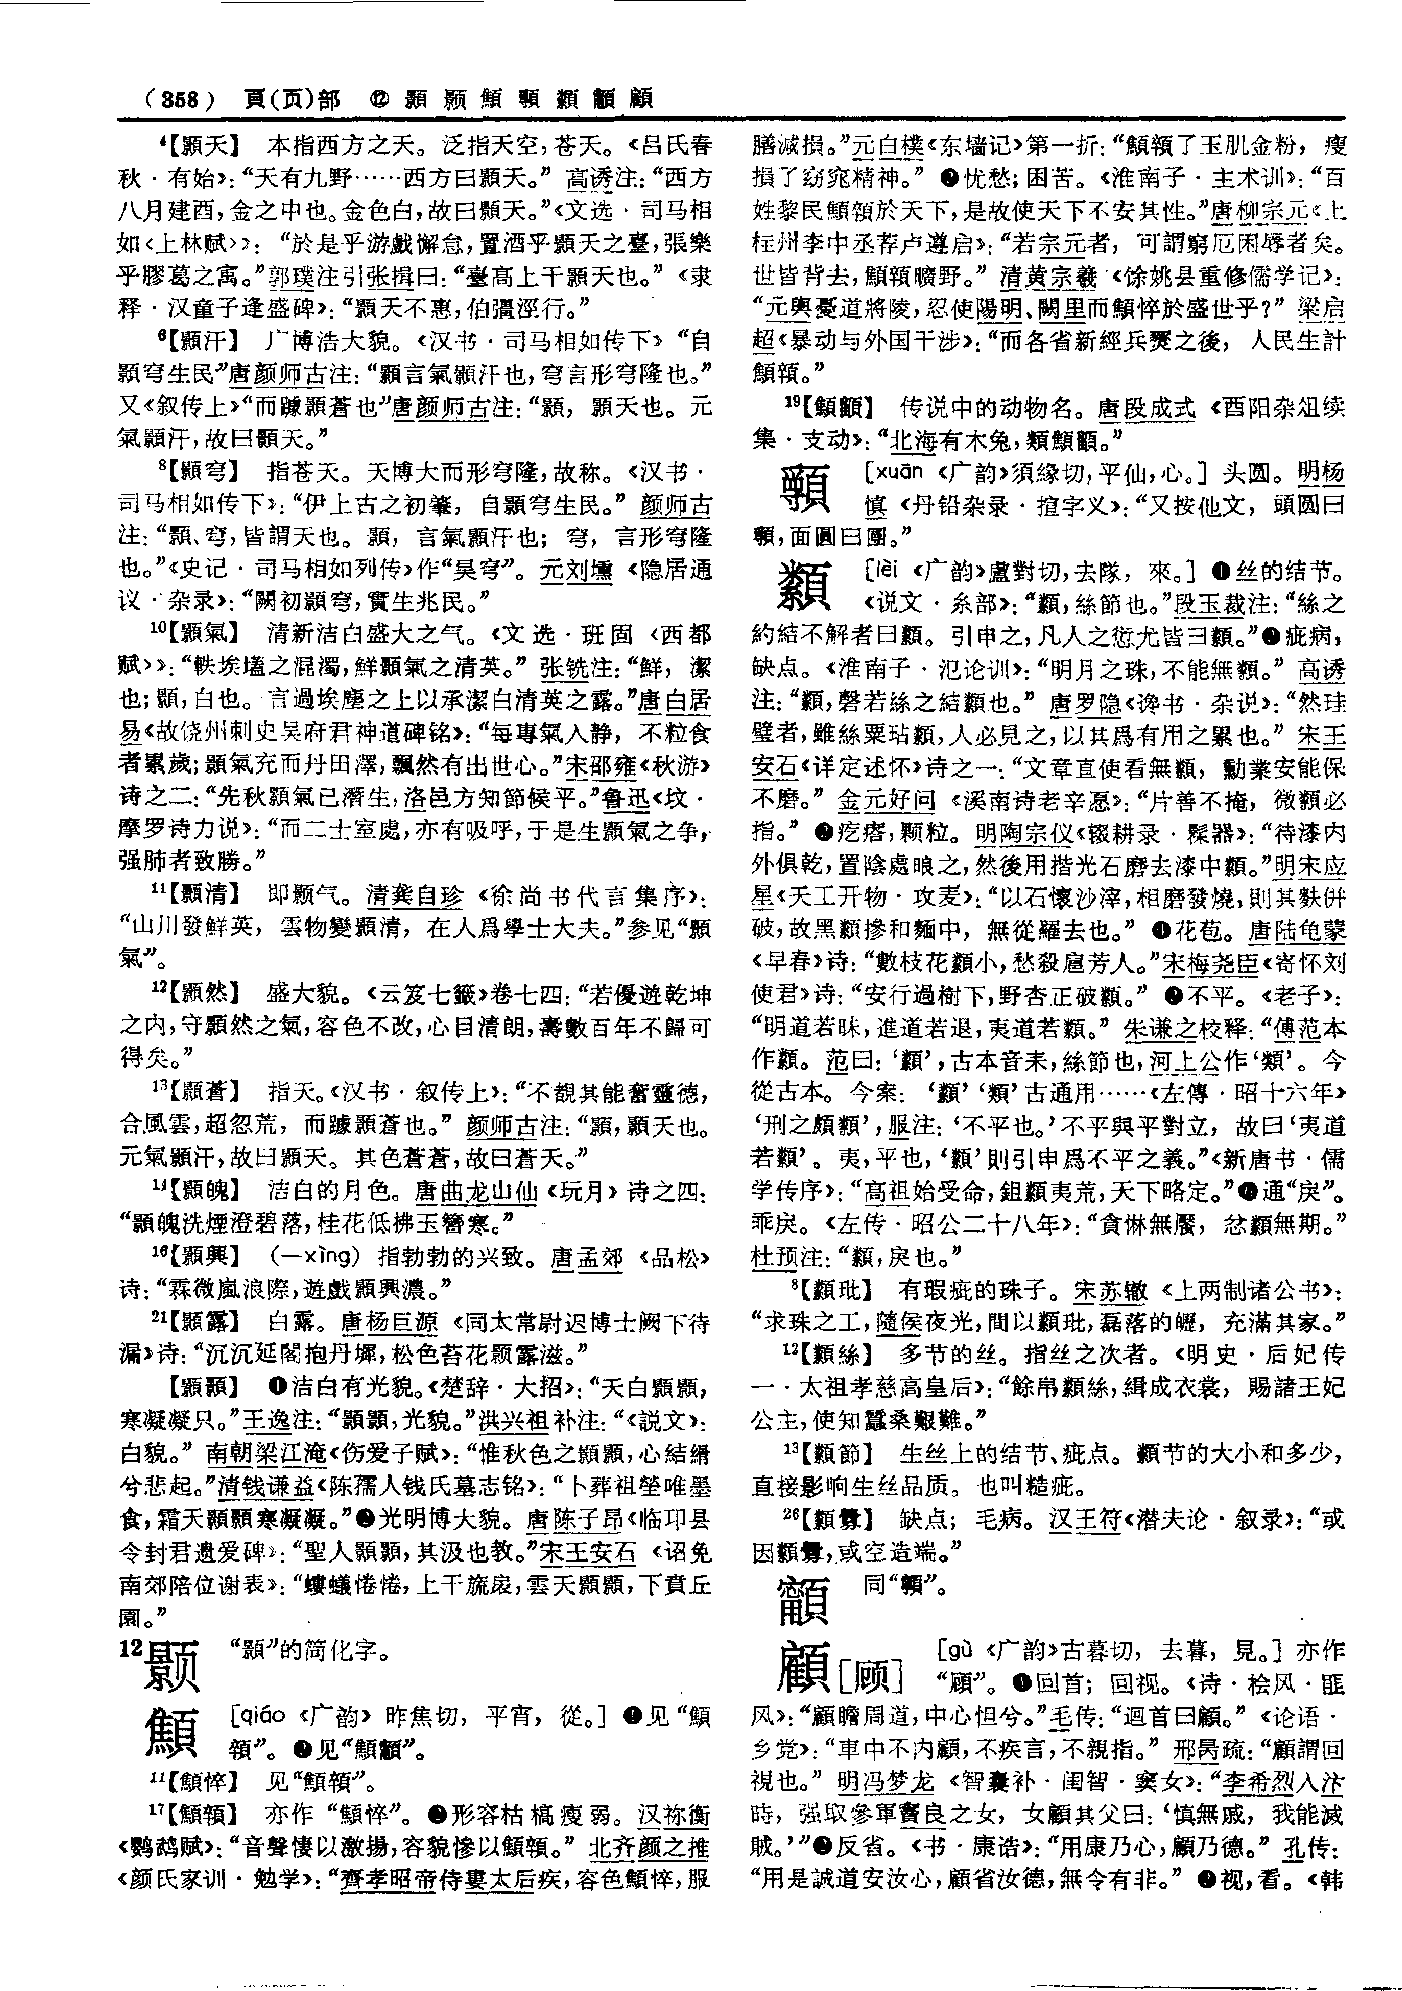 （358） 頁(页)部 ⑫ 顥 颢 顦 顊 纇 顤 顧
⁴【顥天】 本指西方之天。泛指天空，苍天。《吕氏春
秋·有始》：“天有九野……西方曰顥天。”高诱注：“西方
八月建酉，金之中也。金色白，故曰顥天。”《文选·司马相
如〈上林赋〉》：“於是乎游戲懈怠，置酒乎顥天之臺，張樂
乎膠葛之㝢。”郭璞注引张揖曰：“臺高上干顥天也。”《隶
释·汉童子逢盛碑》：“顥天不惠，伯彊淫行。”
⁶【顥汗】 广博浩大貌。《汉书·司马相如传下》“自
顥穹生民”唐颜师古注：“顥言氣顥汗也，穹言形穹隆也。”
又《叙传上》“而躔顥蒼也”唐颜师古注：“顥，顥天也。元
氣顥汗，故曰顥天。”
⁸【顥穹】 指苍天。天博大而形穹隆，故称。《汉书·
司马相如传下》：“伊上古之初肇，自顥穹生民。”颜师古
注：“顥、穹，皆謂天也。顥，言氣顥汗也；穹，言形穹隆
也。”《史记·司马相如列传》作“昊穹”。元刘壎《隐居通
议·杂录》：“闕初顥穹，實生兆民。”
¹⁰【顥氣】 清新洁白盛大之气。《文选·班固〈西都
赋〉》：“軼埃壒之混濁，鮮顥氣之清英。”张铣注：“鮮，潔
也；顥，白也。言過埃塵之上以承潔白清英之露。”唐白居
易《故饶州刺史吴府君神道碑铭》：“每專氣入静，不粒食
者累歲；顥氣充而丹田澤，飄然有出世心。”宋邵雍《秋游》
诗之二：“先秋顥氣已潛生，洛邑方知節候平。”鲁迅《坟·
摩罗诗力说》：“而二士室處，亦有吸呼，于是生顥氣之争，
强肺者致勝。”
¹¹【顥清】 即颢气。清龚自珍《徐尚书代言集序》：
“山川發鮮英，雲物變顥清，在人爲學士大夫。”参见“顥
氣”。
¹²【顥然】 盛大貌。《云笈七籤》卷七四：“若優遊乾坤
之内，守顥然之氣，容色不改，心目清朗，壽數百年不歸可
得矣。”
¹³【顥蒼】 指天。《汉书·叙传上》：“不覩其能奮靈德，
合風雲，超忽荒，而躔顥蒼也。”颜师古注：“顥，顥天也。
元氣顥汗，故曰顥天。其色蒼蒼，故曰蒼天。”
¹⁴【顥魄】 洁白的月色。唐曲龙山仙《玩月》诗之四：
“顥魄洗煙澄碧落，桂花低拂玉簪寒。”
¹⁶【顥興】 （—xìng）指勃勃的兴致。唐孟郊《品松》
诗：“霖微嵐浪際，遊戲顥興濃。”
²¹【顥露】 白露。唐杨巨源《同太常尉迟博士阙下待
漏》诗：“沉沉延閣抱丹墀，松色苔花颢露滋。”
【顥顥】 ❶洁白有光貌。《楚辞·大招》：“天白顥顥，
寒凝凝只。”王逸注：“顥顥，光貌。”洪兴祖补注：“《説文》：
白貌。”南朝梁江淹《伤爱子赋》：“惟秋色之顥顥，心結縎
兮悲起。”清钱谦益《陈孺人钱氏墓志铭》：“卜葬祖塋唯墨
食，霜天顥顥寒凝凝。”❷光明博大貌。唐陈子昂《临邛县
令封君遗爱碑》：“聖人顥顥，其汲也教。”宋王安石《诏免
南郊陪位谢表》：“螻蟻惓惓，上干旒扆，雲天顥顥，下賁丘
園。”
12颢 “顥”的简化字。
顦 [qiáo《广韵》昨焦切，平宵，從。]❶见“顦
顇”。❷见“顦顤”。
¹¹【顦悴】 见“顦顇”。
¹⁷【顦顇】 亦作“顦悴”。❶形容枯槁瘦弱。汉祢衡
《鹦鹉赋》：“音聲悽以激揚，容貌慘以顦顇。”北齐颜之推
《颜氏家训·勉学》：“齊孝昭帝侍婁太后疾，容色顦悴，服
膳減損。”元白樸《东墙记》第一折：“顦顇了玉肌金粉，瘦
損了窈窕精神。”❷忧愁；困苦。《淮南子·主术训》：“百
姓黎民顦顇於天下，是故使天下不安其性。”唐柳宗元《上
桂州李中丞荐卢遵启》：“若宗元者，可謂窮厄困辱者矣。
世皆背去，顦顇曠野。”清黄宗羲《馀姚县重修儒学记》：
“元輿憂道將陵，忍使陽明、闕里而顦悴於盛世乎？”梁启
超《暴动与外国干涉》：“而各省新經兵燹之後，人民生計
顦顇。”
¹⁹【顦顤】 传说中的动物名。唐段成式《酉阳杂俎续
集·支动》：“北海有木兔，類顦顤。”
[xuān《广韵》須緣切，平仙，心。]头圆。明杨
慎《丹铅杂录·揎字义》：“又按他文，頭圓曰
，面圓曰圑。”
纇 [lèi《广韵》盧對切，去隊，來。]❶丝的结节。
《说文·糸部》：“纇，絲節也。”段玉裁注：“絲之
約結不解者曰纇。引申之，凡人之愆尤皆曰纇。”❷疵病，
缺点。《淮南子·氾论训》：“明月之珠，不能無纇。”高诱
注：“纇，磬若絲之結纇也。”唐罗隐《谗书·杂说》：“然珪
璧者，雖絲粟玷纇，人必見之，以其爲有用之累也。”宋王
安石《详定述怀》诗之一：“文章直使看無纇，勳業安能保
不磨。”金元好问《溪南诗老辛愿》：“片善不掩，微纇必
指。”❸疙瘩，颗粒。明陶宗仪《辍耕录·髹器》：“待漆内
外俱乾，置陰處晾之，然後用揩光石磨去漆中纇。”明宋应
星《天工开物·攻麦》：“以石懷沙滓，相磨發燒，則其麩併
破，故黑纇摻和麵中，無從羅去也。”❹花苞。唐陆龟蒙
《早春》诗：“數枝花纇小，愁殺扈芳人。”宋梅尧臣《寄怀刘
使君》诗：“安行過樹下，野杏正破纇。”❺不平。《老子》：
“明道若昧，進道若退，夷道若纇。”朱谦之校释：“傅范本
作纇。范曰：‘纇’，古本音耒，絲節也，河上公作‘類’。今
從古本。今案：‘纇’‘類’古通用……《左傳·昭十六年》
‘刑之頗纇’，服注：‘不平也。’不平與平對立，故曰‘夷道
若纇’。夷，平也，‘纇’則引申爲不平之義。”《新唐书·儒
学传序》：“高祖始受命，鉏纇夷荒，天下略定。”❻通“戾”。
乖戾。《左传·昭公二十八年》：“貪惏無饜，忿纇無期。”
杜预注：“纇，戾也。”
⁸【纇玭】 有瑕疵的珠子。宋苏辙《上两制诸公书》：
“求珠之工，隨侯夜光，間以纇玭，磊落的皪，充滿其家。”
¹²【纇絲】 多节的丝。指丝之次者。《明史·后妃传
一·太祖孝慈高皇后》：“餘帛纇絲，緝成衣裳，賜諸王妃
公主，使知蠶桑艱難。”
¹³【纇節】 生丝上的结节、疵点。纇节的大小和多少，
直接影响生丝品质。也叫糙疵。
²⁶【纇釁】 缺点；毛病。汉王符《潜夫论·叙录》：“或
因纇釁，或空造端。”
同“”。
顧[顾] [gù《广韵》古暮切，去暮，見。]亦作
“頋”。❶回首；回视。《诗·桧风·匪
风》：“顧瞻周道，中心怛兮。”毛传：“迴首曰顧。”《论语·
乡党》：“車中不内顧，不疾言，不親指。”邢昺疏：“顧謂回
視也。”明冯梦龙《智囊补·闺智·窦女》：“李希烈入汴
時，强取參軍竇良之女，女顧其父曰：‘慎無戚，我能滅
賊。’”❷反省。《书·康诰》：“用康乃心，顧乃德。”孔传：
“用是誠道安汝心，顧省汝德，無令有非。”❸视，看。《韩